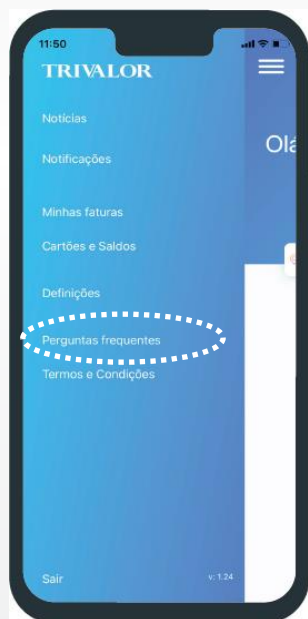 11:50
TRIVALOR
Notícias
Olá
Notificações
Minhas faturas
Cartões e Saldos
Definições
Perguntas frequentes
Termos e Condições
Sair
v: 1.24